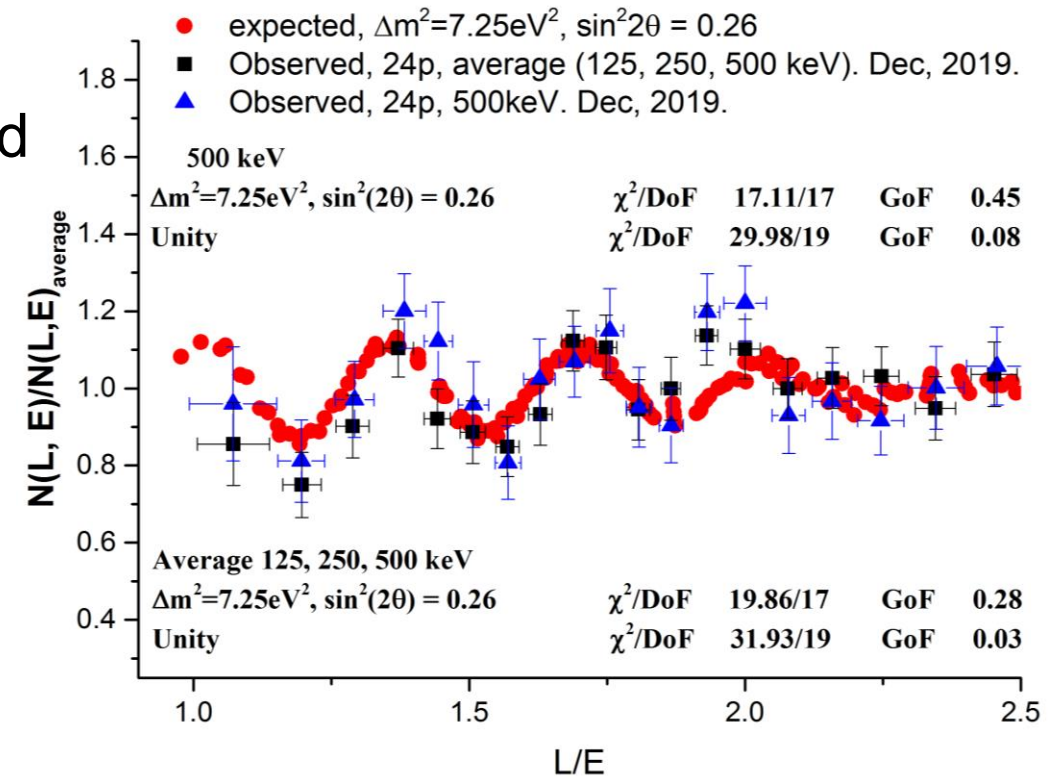 expected, Δm²=7.25eV², sin²2θ = 0.26
Observed, 24p, average (125, 250, 500 keV). Dec, 2019.
Observed, 24p, 500keV. Dec, 2019.
d
500 keV
Δm²=7.25eV², sin²(2θ) = 0.26 χ²/DoF 17.11/17 GoF 0.45
Unity χ²/DoF 29.98/19 GoF 0.08
Average 125, 250, 500 keV
Δm²=7.25eV², sin²(2θ) = 0.26 χ²/DoF 19.86/17 GoF 0.28
Unity χ²/DoF 31.93/19 GoF 0.03
N(L, E)/N(L,E)average
1.8
1.6
1.4
1.2
1.0
0.8
0.6
0.4
1.0 1.5 2.0 2.5
L/E